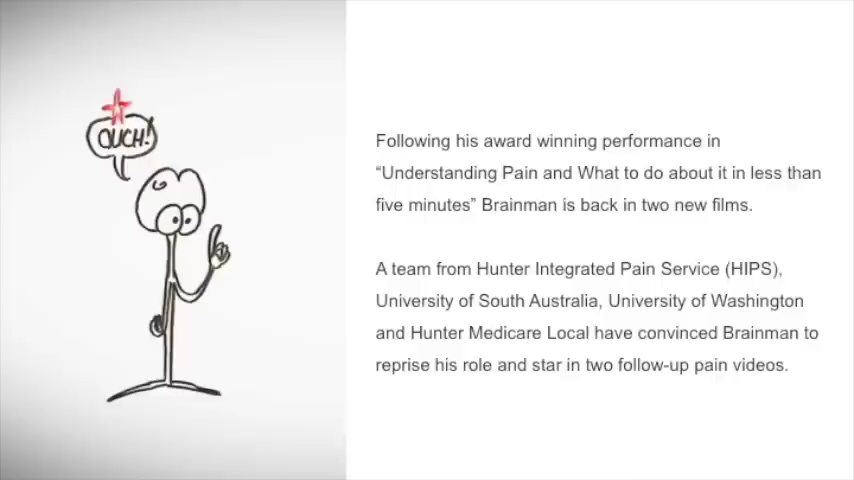 OUCH!
Following his award winning performance in
“Understanding Pain and What to do about it in less than
five minutes” Brainman is back in two new films.
A team from Hunter Integrated Pain Service (HIPS),
University of South Australia, University of Washington
and Hunter Medicare Local have convinced Brainman to
reprise his role and star in two follow-up pain videos.